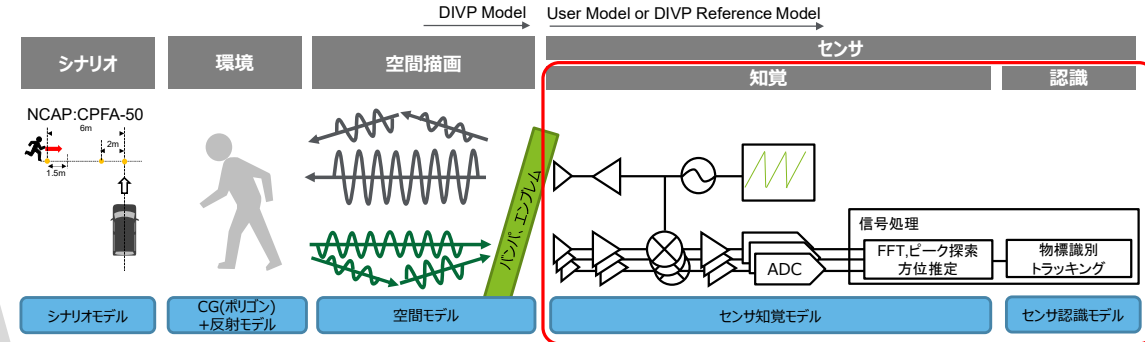 DIVP Model
User Model or DIVP Reference Model
シナリオ
環境
空間描画
センサ
知覚
認識
NCAP:CPFA-50
6m
2m
1.5m
バンパ、エンブレム
ADC
信号処理
FFT,ピーク探索
方位推定
物標識別
トラッキング
シナリオモデル
CG(ポリゴン)
+反射モデル
空間モデル
センサ知覚モデル
センサ認識モデル